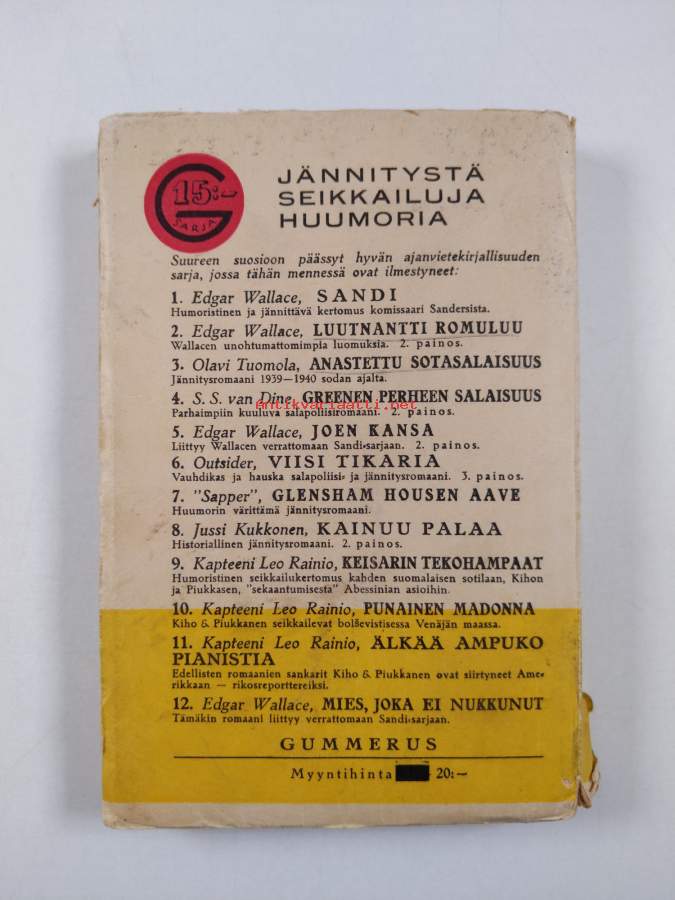 15:-
SARJA
JÄNNITYSTÄ
SEIKKAILUJA
HUUMORIA
Suureen suosioon päässyt hyvän ajanvietekirjallisuuden
sarja, jossa tähän mennessä ovat ilmestyneet:
1. Edgar Wallace, SANDI
Humoristinen ja jännittävä kertomus komissaari Sandersista.
2. Edgar Wallace, LUUTNANTTI ROMULUU
Wallacen unohtumattomimpia luomuksia. 2. painos.
3. Olavi Tuomola, ANASTETTU SOTASALAISUUS
Jännitysromaani 1939—1940 sodan ajalta.
4. S. S. van Dine, GREENEN PERHEEN SALAISUUS
Parhaimpiin kuuluva salapoliisiromaani. 2. painos.
antikvariaatti.net
5. Edgar Wallace, JOEN KANSA
Liittyy Wallacen verrattomaan Sandi-sarjaan. 2. painos.
6. Outsider, VIISI TIKARIA
Vauhdikas ja hauska salapoliisi- ja jännitysromaani. 3. painos.
7. "Sapper", GLENSHAM HOUSEN AAVE
Huumorin värittämä jännitysromaani.
8. Jussi Kukkonen, KAINUU PALAA
Historiallinen jännitysromaani. 2. painos.
9. Kapteeni Leo Rainio, KEISARIN TEKOHAMPAAT
Humoristinen seikkailukertomus kahden suomalaisen sotilaan, Kihon
ja Piukkasen, "sekaantumisesta" Abessinian asioihin.
10. Kapteeni Leo Rainio, PUNAINEN MADONNA
Kiho & Piukkanen seikkailevat bolševistisessa Venäjän maassa.
11. Kapteeni Leo Rainio, ÄLKÄÄ AMPUKO
PIANISTIA
Edellisten romaanien sankarit Kiho & Piukkanen ovat siirtyneet Ame-
rikkaan — rikosreporttereiksi.
12. Edgar Wallace, MIES, JOKA EI NUKKUNUT
Tämäkin romaani liittyy verrattomaan Sandi-sarjaan.
GUMMERUS
Myyntihinta 20:—